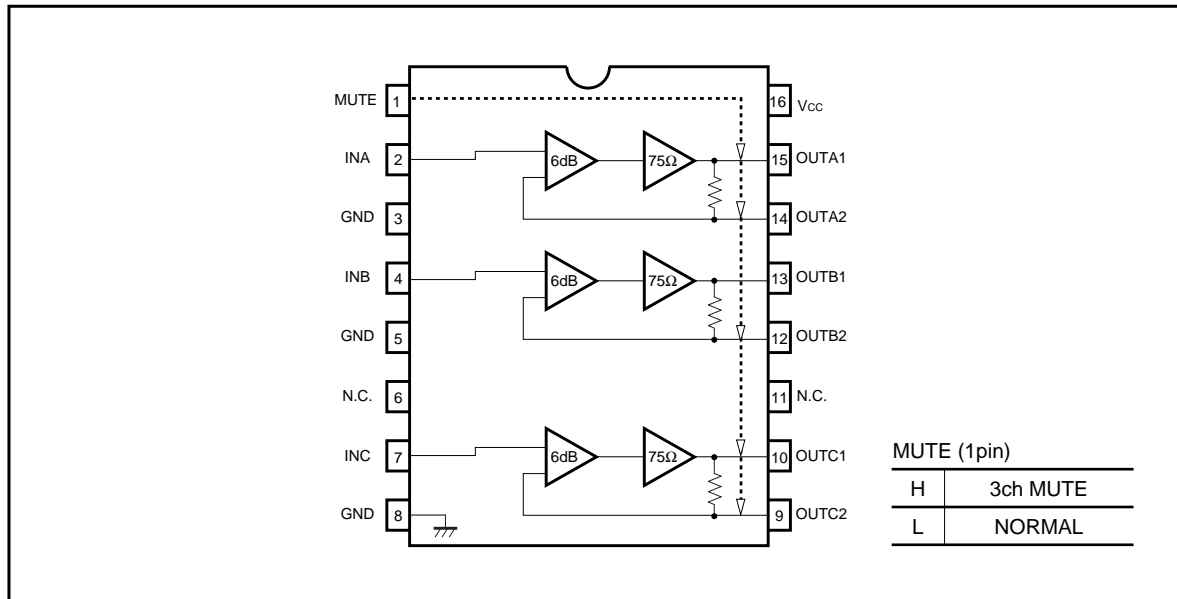 MUTE 1 16 Vcc
INA 2 6dB 75Ω 15 OUTA1
GND 3 14 OUTA2
INB 4 6dB 75Ω 13 OUTB1
GND 5 12 OUTB2
N.C. 6 11 N.C.
INC 7 6dB 75Ω 10 OUTC1
GND 8 9 OUTC2
MUTE (1pin)
H 3ch MUTE
L NORMAL